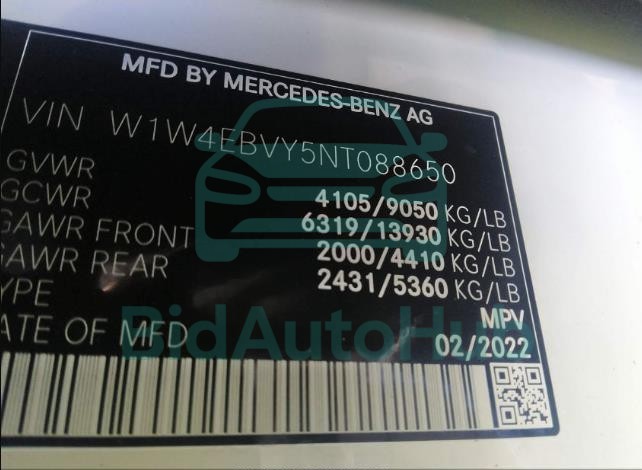 MFD BY MERCEDES-BENZ AG
VIN W1W4EBVY5NT088650
GVWR 4105/9050 KG/LB
GCWR 6319/13930 KG/LB
GAWR FRONT 2000/4410 KG/LB
GAWR REAR 2431/5360 KG/LB
YPE MPV
ATE OF MFD 02/2022
BidAutoHub